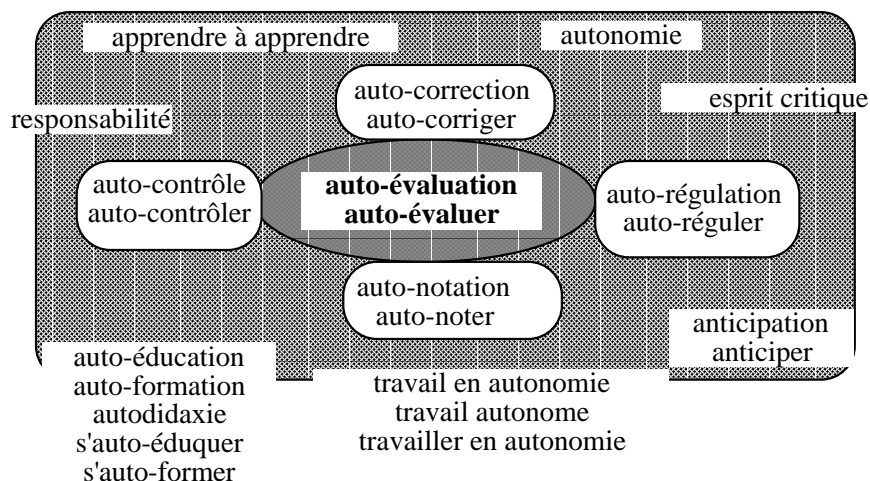 apprendre à apprendre
autonomie
auto-correction
auto-corriger
esprit critique
responsabilité
auto-contrôle
auto-contrôler
auto-évaluation
auto-évaluer
auto-régulation
auto-réguler
auto-notation
auto-noter
anticipation
anticiper
auto-éducation
auto-formation
autodidaxie
s'auto-éduquer
s'auto-former
travail en autonomie
travail autonome
travailler en autonomie